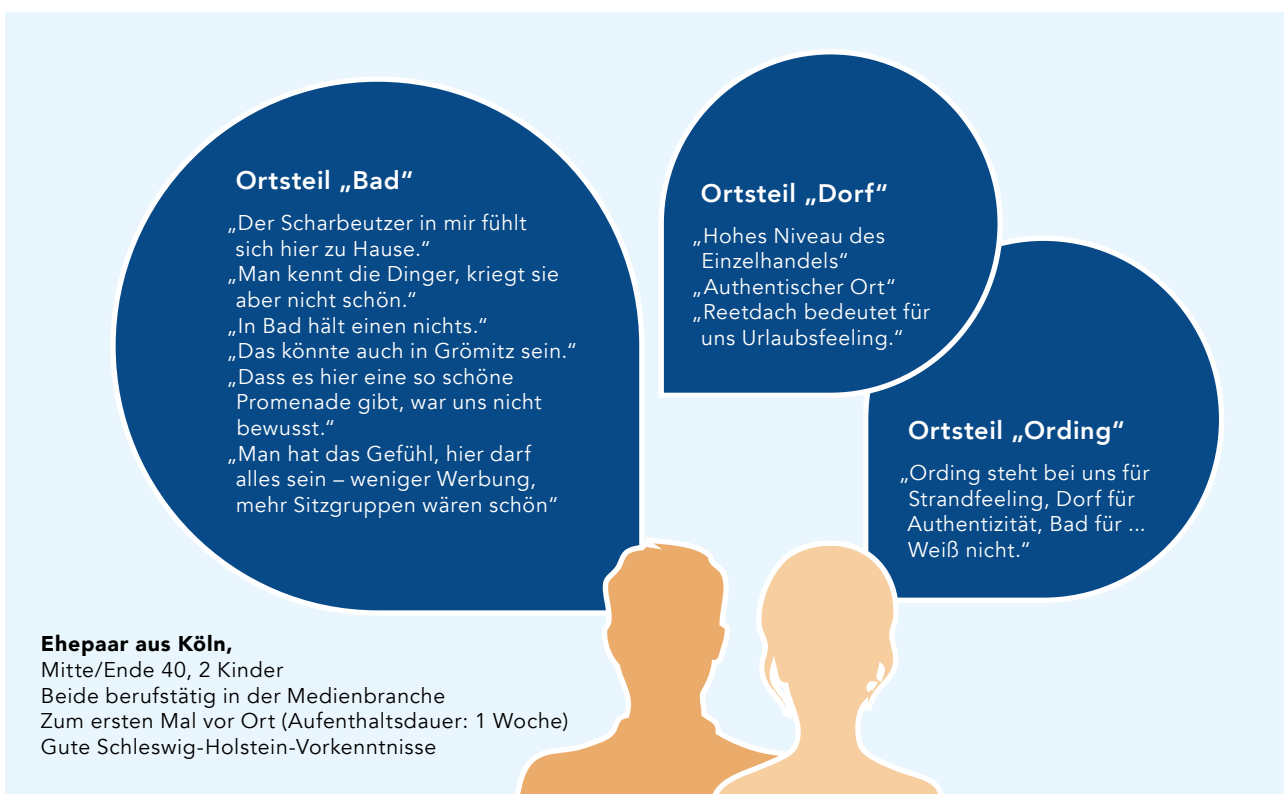 Ortsteil „Bad“
„Der Scharbeutzer in mir fühlt
sich hier zu Hause.“
„Man kennt die Dinger, kriegt sie
aber nicht schön.“
„In Bad hält einen nichts.“
„Das könnte auch in Grömitz sein.“
„Dass es hier eine so schöne
Promenade gibt, war uns nicht
bewusst.“
„Man hat das Gefühl, hier darf
alles sein – weniger Werbung,
mehr Sitzgruppen wären schön“
Ortsteil „Dorf“
„Hohes Niveau des
Einzelhandels“
„Authentischer Ort“
„Reetdach bedeutet für
uns Urlaubsfeeling.“
Ortsteil „Ording“
„Ording steht bei uns für
Strandfeeling, Dorf für
Authentizität, Bad für ...
Weiß nicht.“
Ehepaar aus Köln,
Mitte/Ende 40, 2 Kinder
Beide berufstätig in der Medienbranche
Zum ersten Mal vor Ort (Aufenthaltsdauer: 1 Woche)
Gute Schleswig-Holstein-Vorkenntnisse